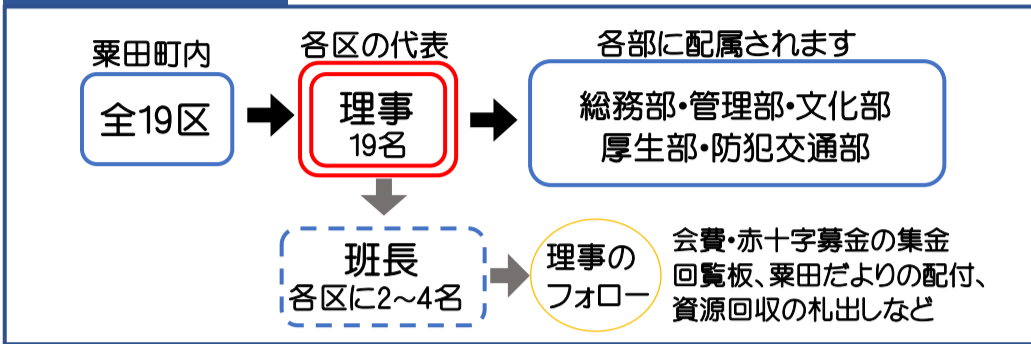 粟田町内
全19区
各区の代表
理事
19名
各部に配属されます
総務部・管理部・文化部
厚生部・防犯交通部
班長
各区に2～4名
理事の
フォロー
会費・赤十字募金の集金
回覧板、粟田だよりの配付、
資源回収の札出しなど